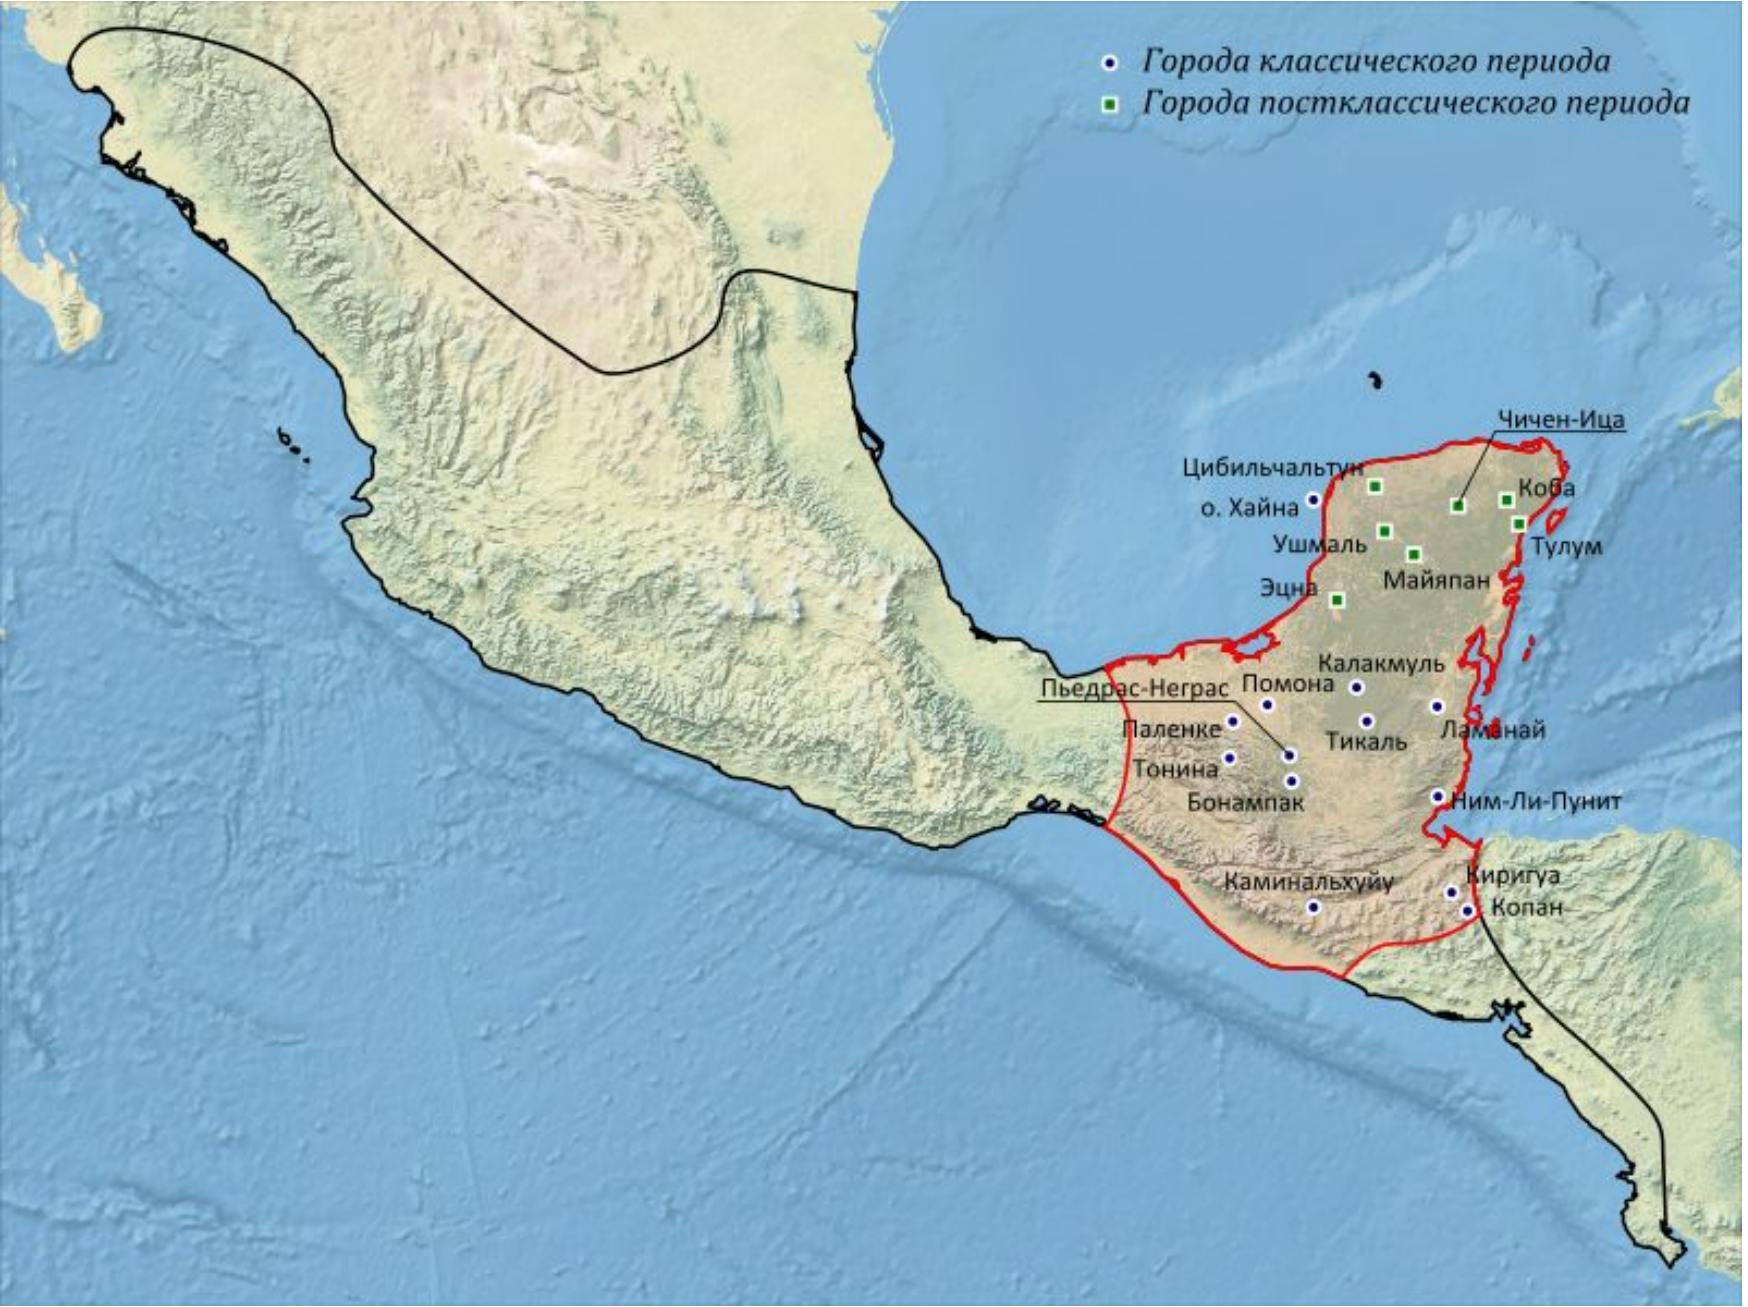 Города классического периода
Города постклассического периода
Чичен-Ица
Цибильчальтун
Коба
о. Хайна
Ушмаль
Тулум
Майяпан
Эцна
Калакмуль
Пьедрас-Неграс
Помона
Паленке
Тикаль
Ламанай
Тонина
Бонампак
Ним-Ли-Пунит
Каминальхуйу
Киригуа
Копан